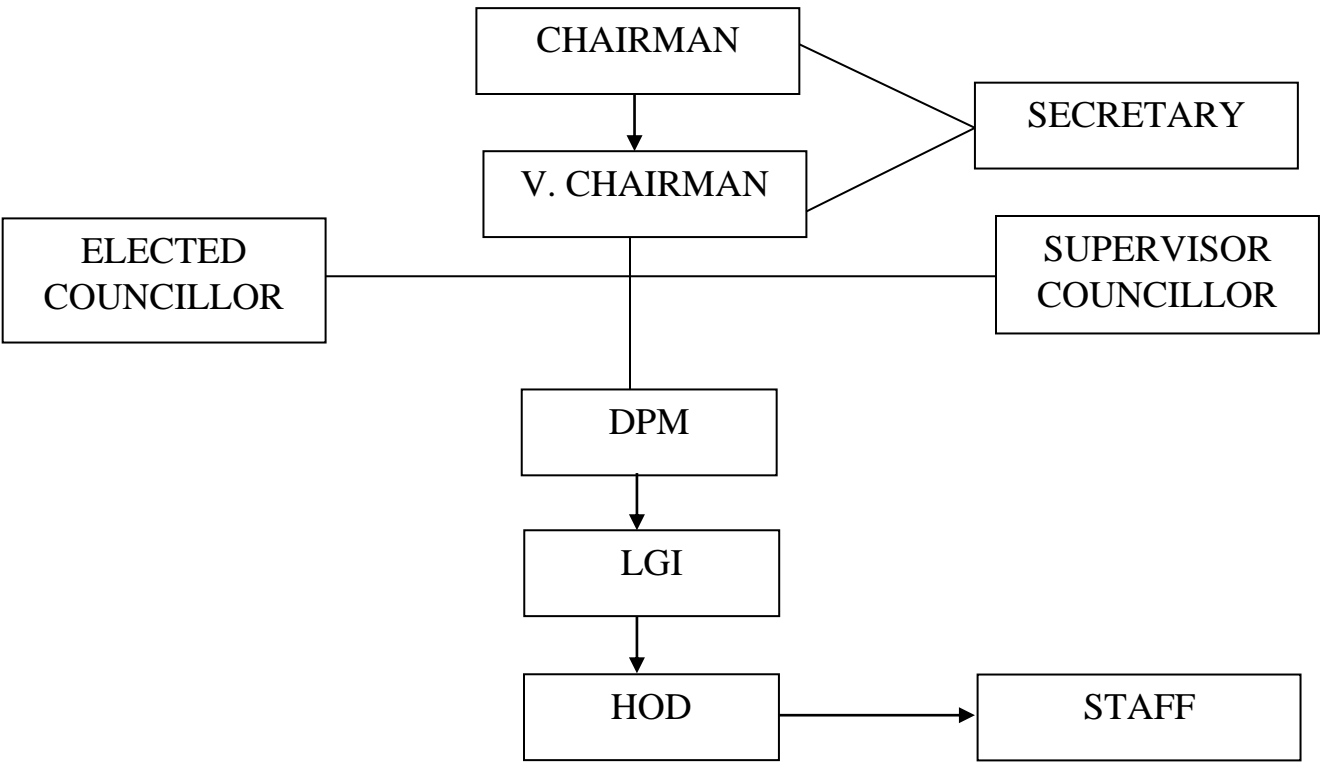 CHAIRMAN
SECRETARY
V. CHAIRMAN
ELECTED
COUNCILLOR
SUPERVISOR
COUNCILLOR
DPM
LGI
HOD
STAFF